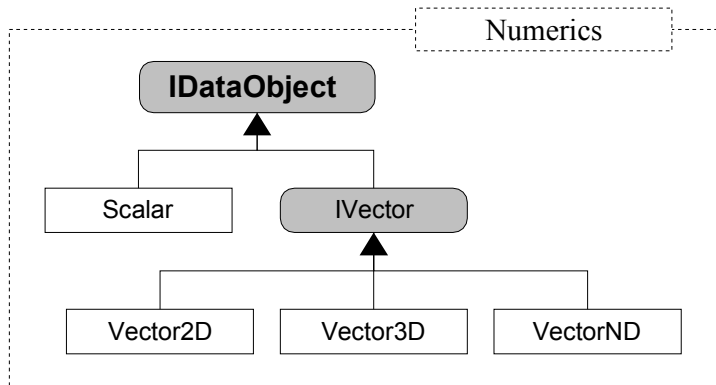 Numerics
IDataObject
Scalar
IVector
Vector2D
Vector3D
VectorND